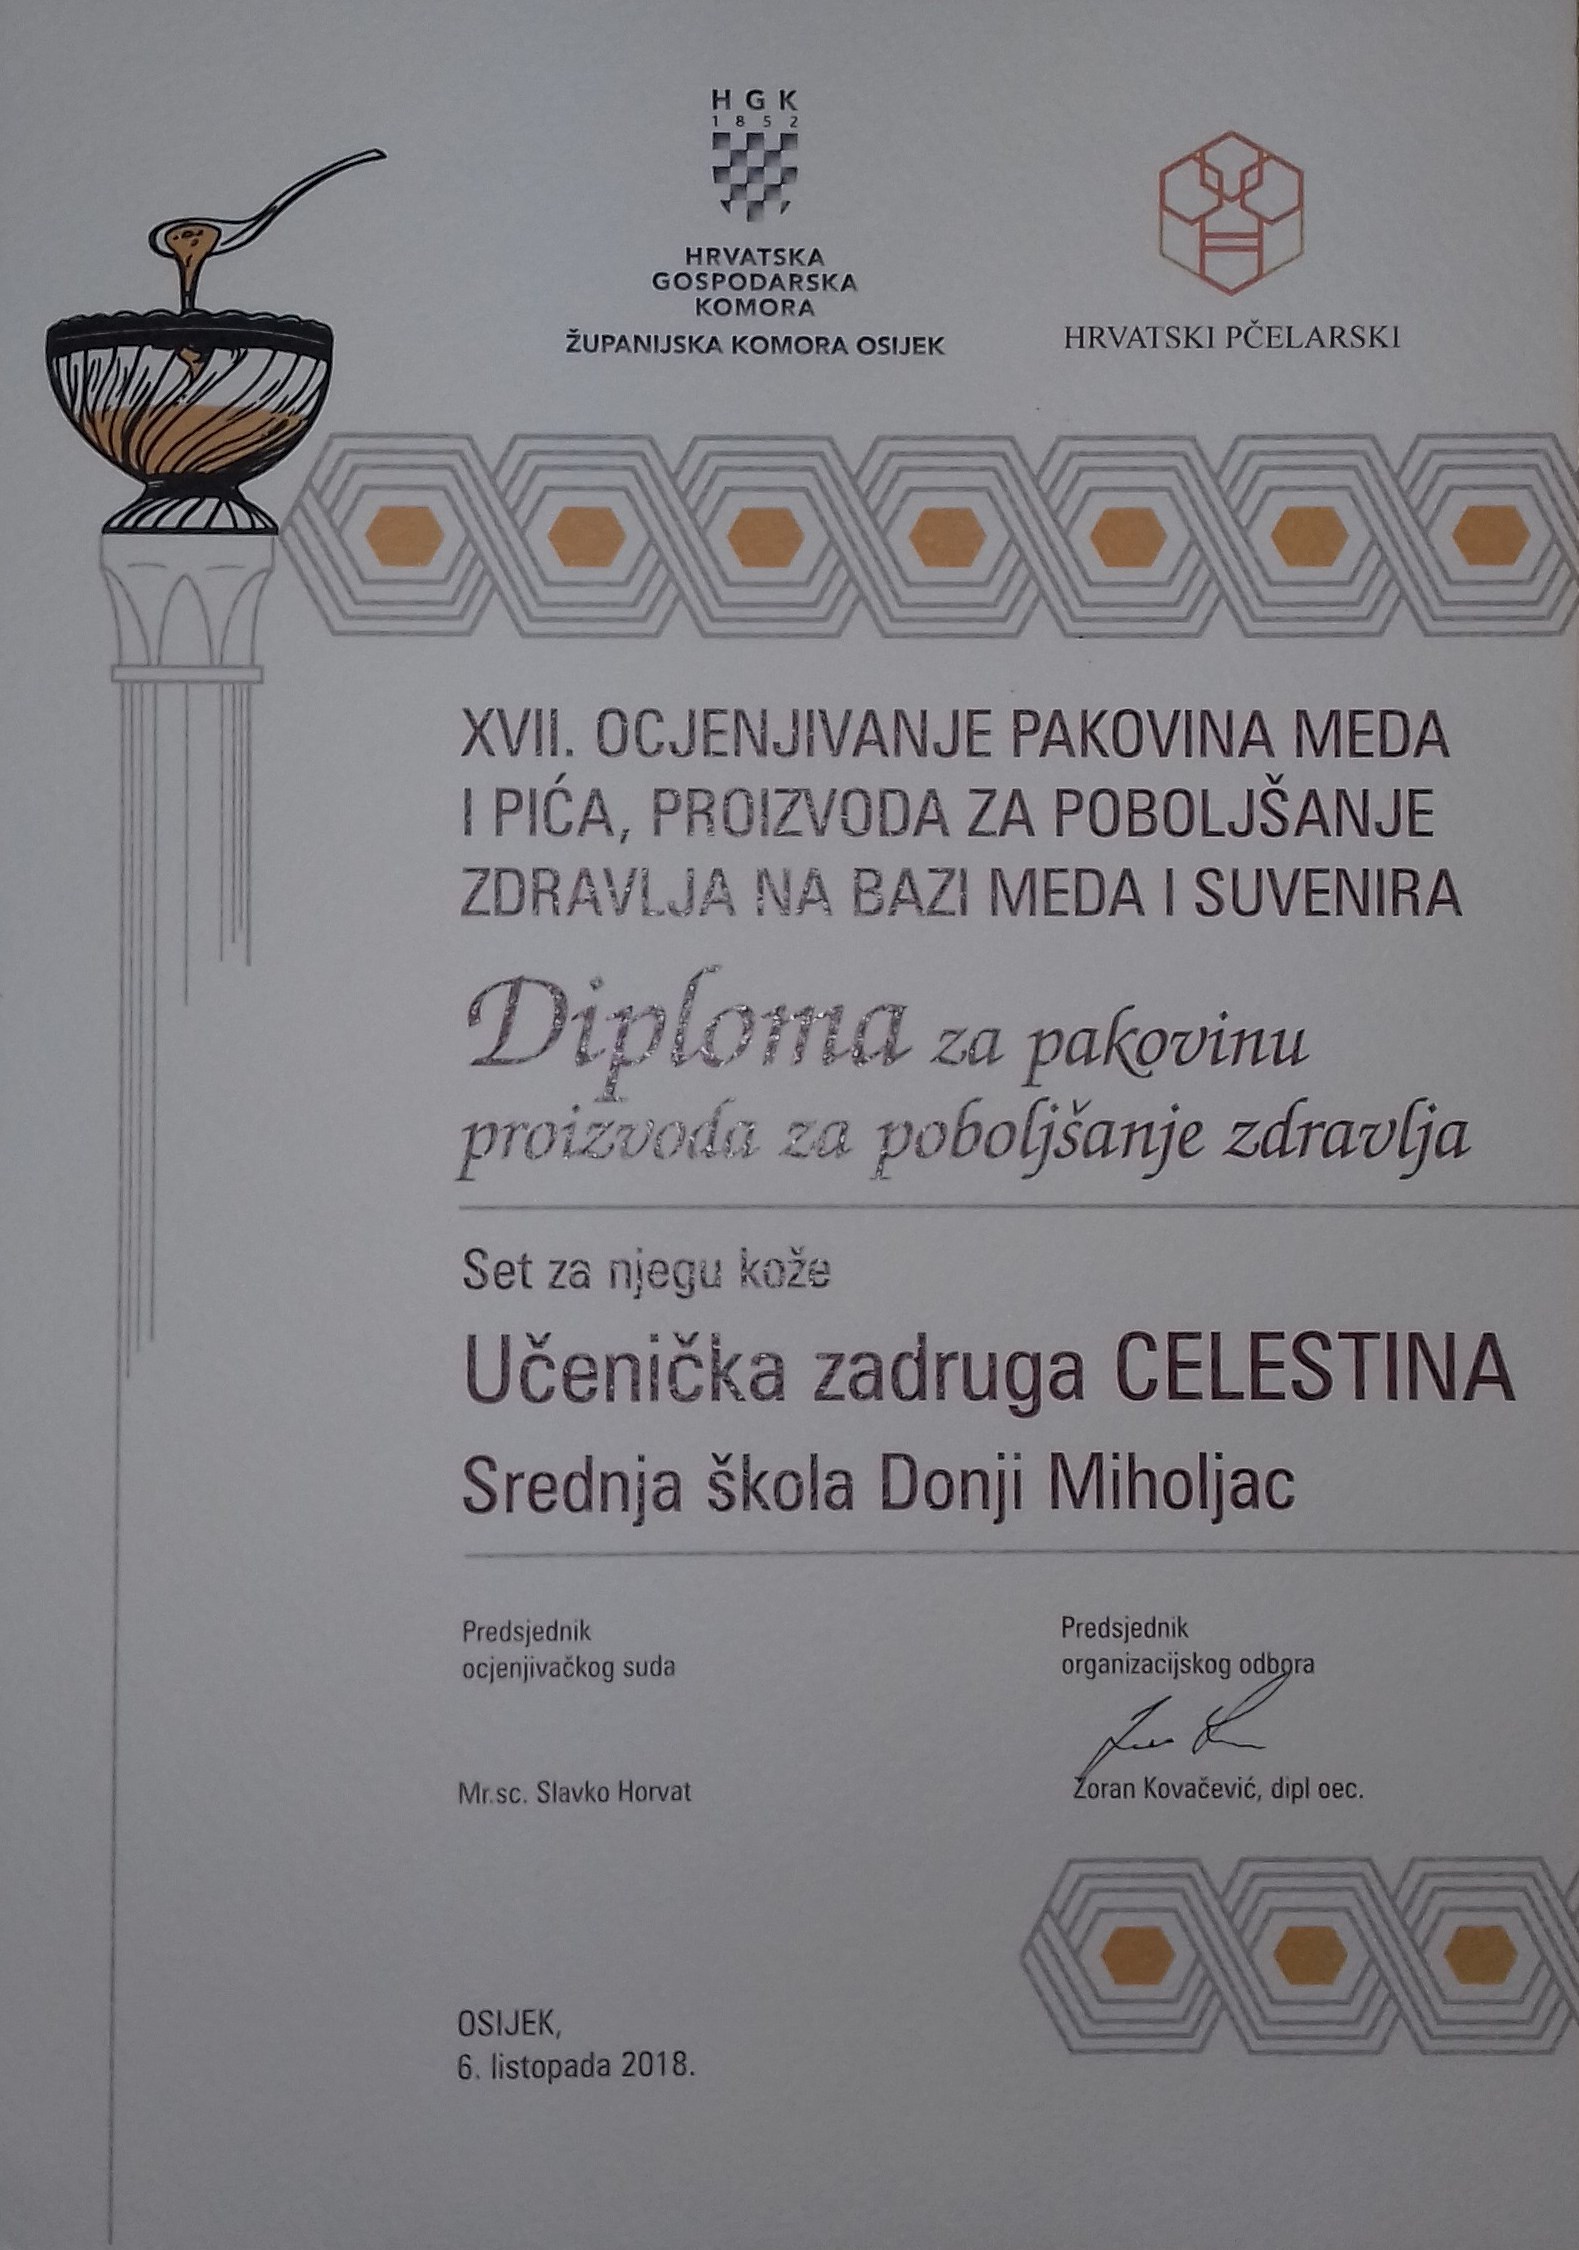 HGK
1852
HRVATSKA
GOSPODARSKA
KOMORA
ŽUPANIJSKA KOMORA OSIJEK
HRVATSKI PČELARSKI
XVII. OCJENJIVANJE PAKOVINA MEDA
I PIĆA, PROIZVODA ZA POBOLJŠANJE
ZDRAVLJA NA BAZI MEDA I SUVENIRA
Diploma za pakovinu
proizvoda za poboljšanje zdravlja
Set za njegu kože
Učenička zadruga CELESTINA
Srednja škola Donji Miholjac
Predsjednik
ocjenjivačkog suda
Mr.sc. Slavko Horvat
Predsjednik
organizacijskog odbora
Zoran Kovačević, dipl oec.
OSIJEK,
6. listopada 2018.